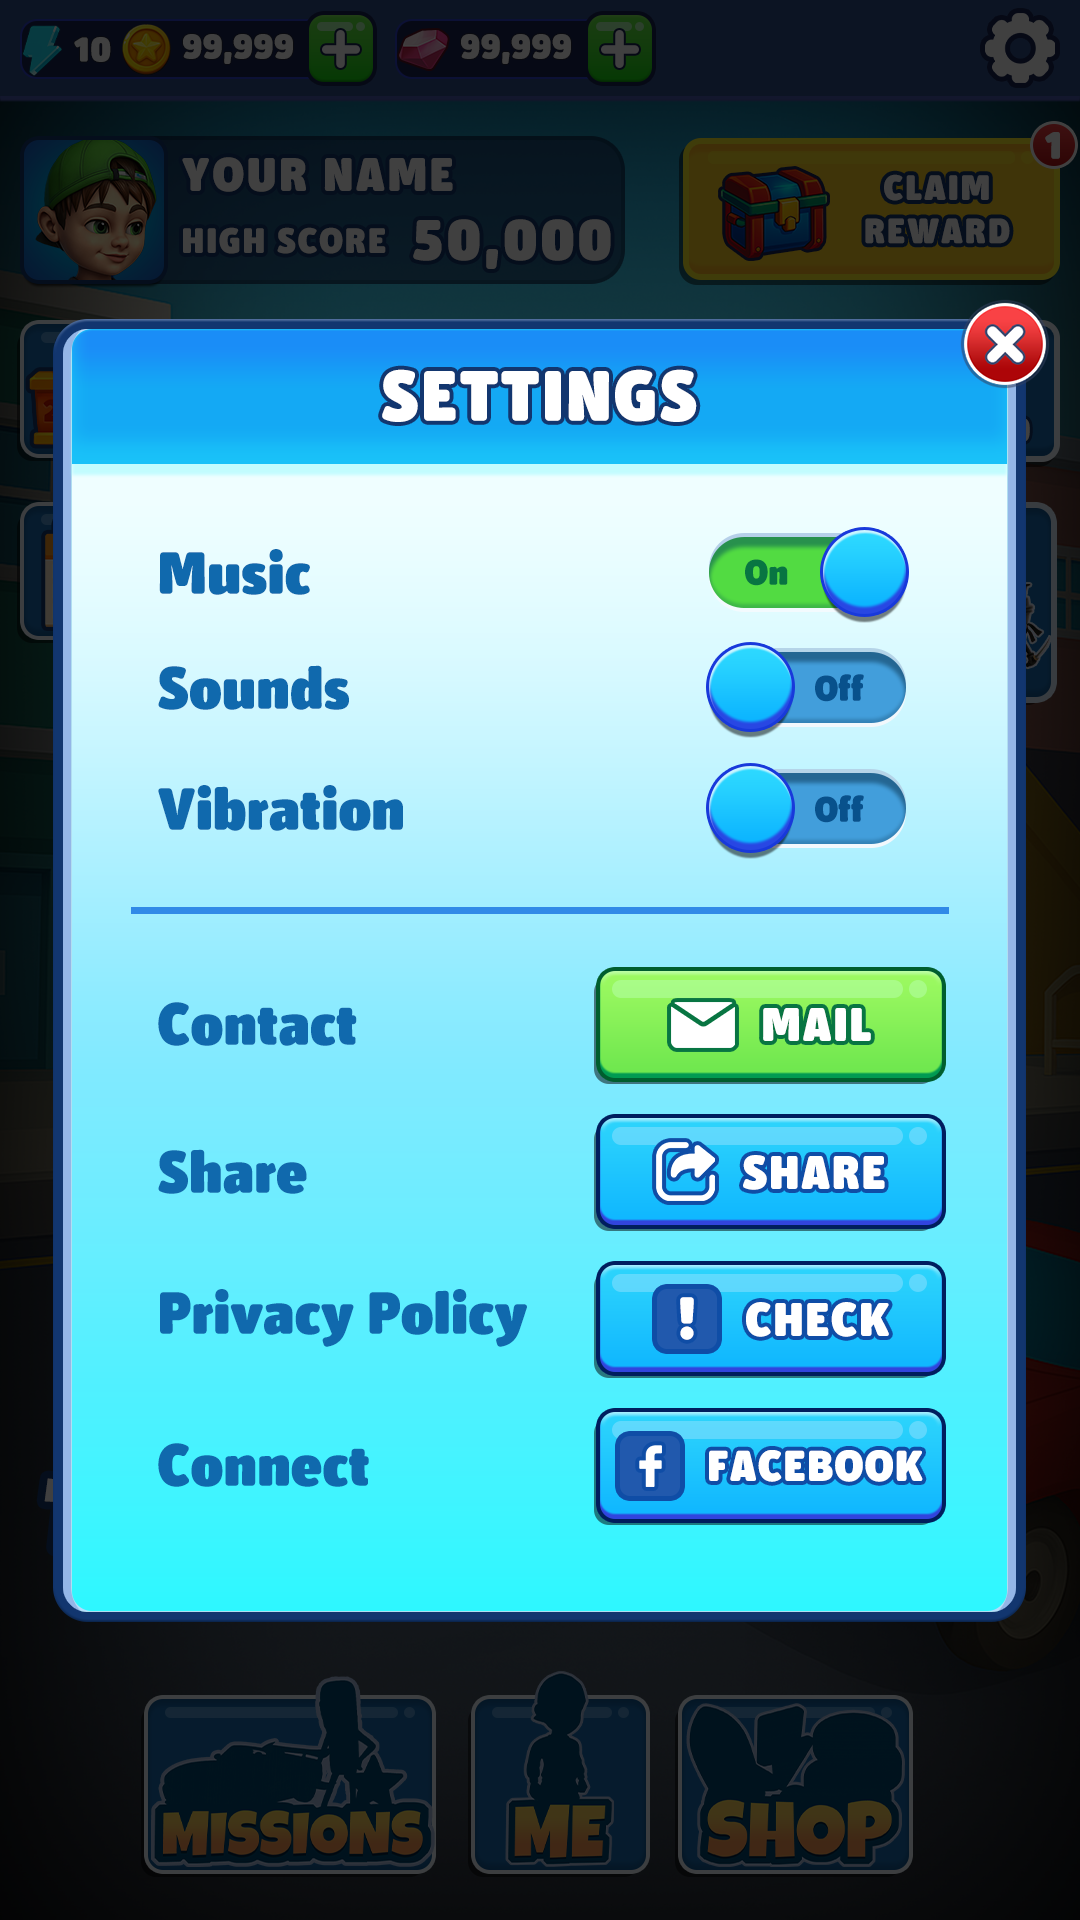 10 99,999 99,999
YOUR NAME
HIGH SCORE 50,000
1
CLAIM
REWARD
SETTINGS
Music On
Sounds Off
Vibration Off
Contact MAIL
Share SHARE
Privacy Policy ! CHECK
Connect f FACEBOOK
MISSIONS ME SHOP